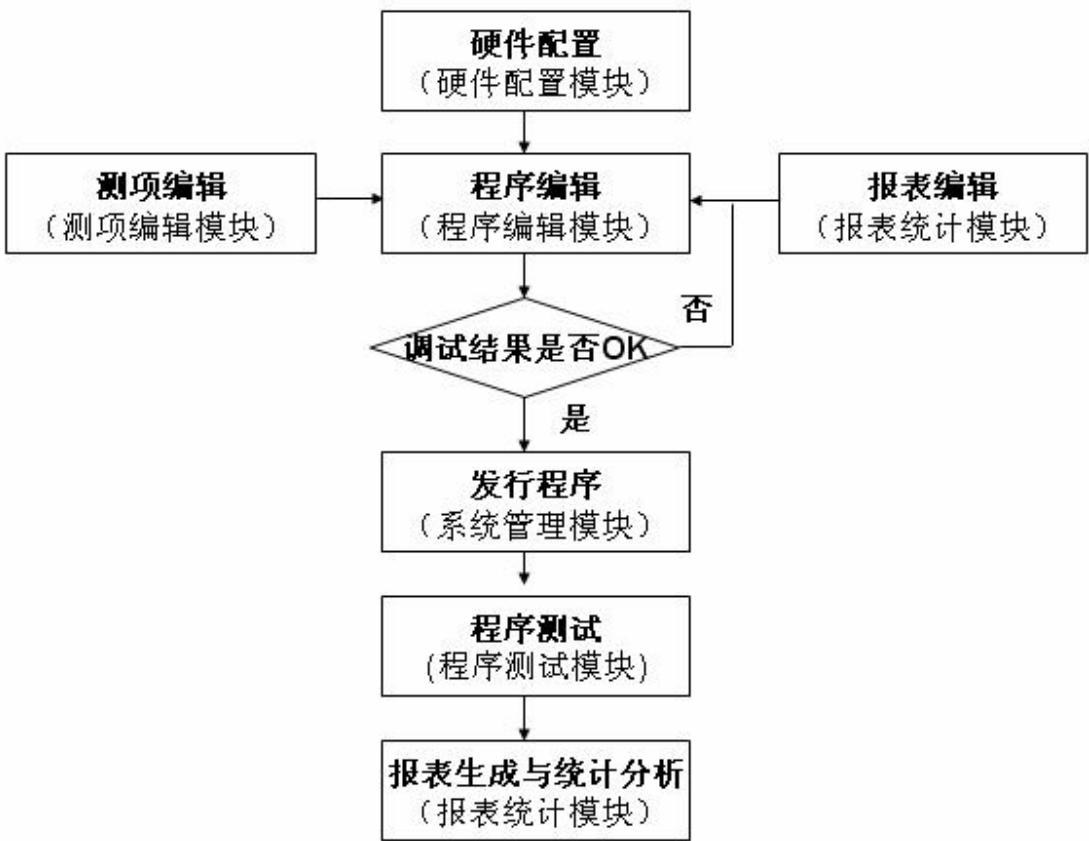 硬件配置
（硬件配置模块）
测项编辑
（测项编辑模块）
程序编辑
（程序编辑模块）
报表编辑
（报表统计模块）
否
调试结果是否OK
是
发行程序
（系统管理模块）
程序测试
(程序测试模块)
报表生成与统计分析
（报表统计模块）